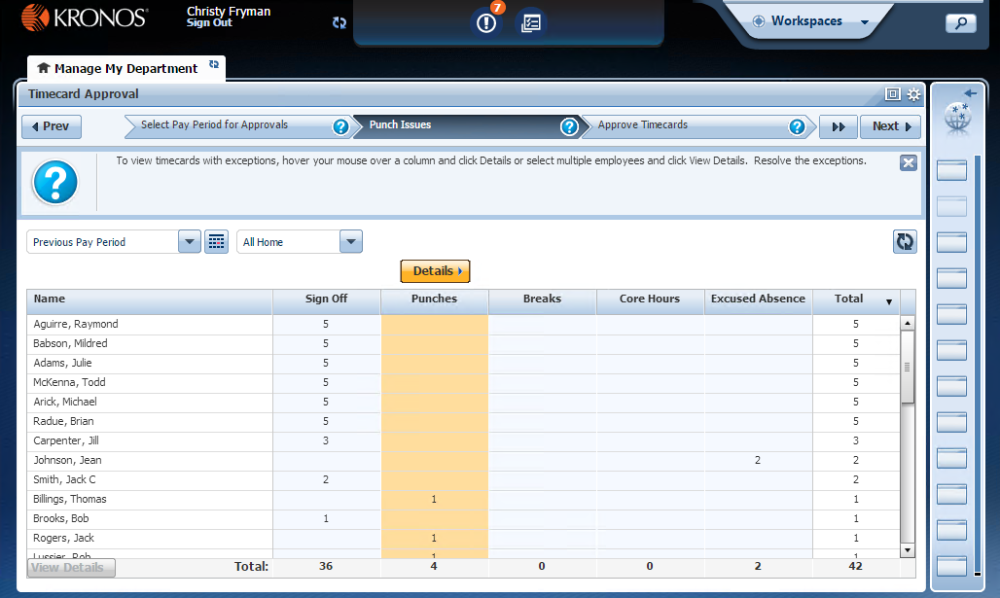 KRONOS®
Christy Fryman
Sign Out
7
Workspaces
Manage My Department
Timecard Approval
Prev
Select Pay Period for Approvals
?
Punch Issues
?
Approve Timecards
?
Next
?
To view timecards with exceptions, hover your mouse over a column and click Details or select multiple employees and click View Details. Resolve the exceptions.
Previous Pay Period
All Home
Details
Name Sign Off Punches Breaks Core Hours Excused Absence Total
Aguirre, Raymond 5 5
Babson, Mildred 5 5
Adams, Julie 5 5
McKenna, Todd 5 5
Arick, Michael 5 5
Radue, Brian 5 5
Carpenter, Jill 3 3
Johnson, Jean 2 2
Smith, Jack C 2 2
Billings, Thomas 1 1
Brooks, Bob 1 1
Rogers, Jack 1 1
Lussier, Rob 1 1
View Details
Total: 36 4 0 0 2 42